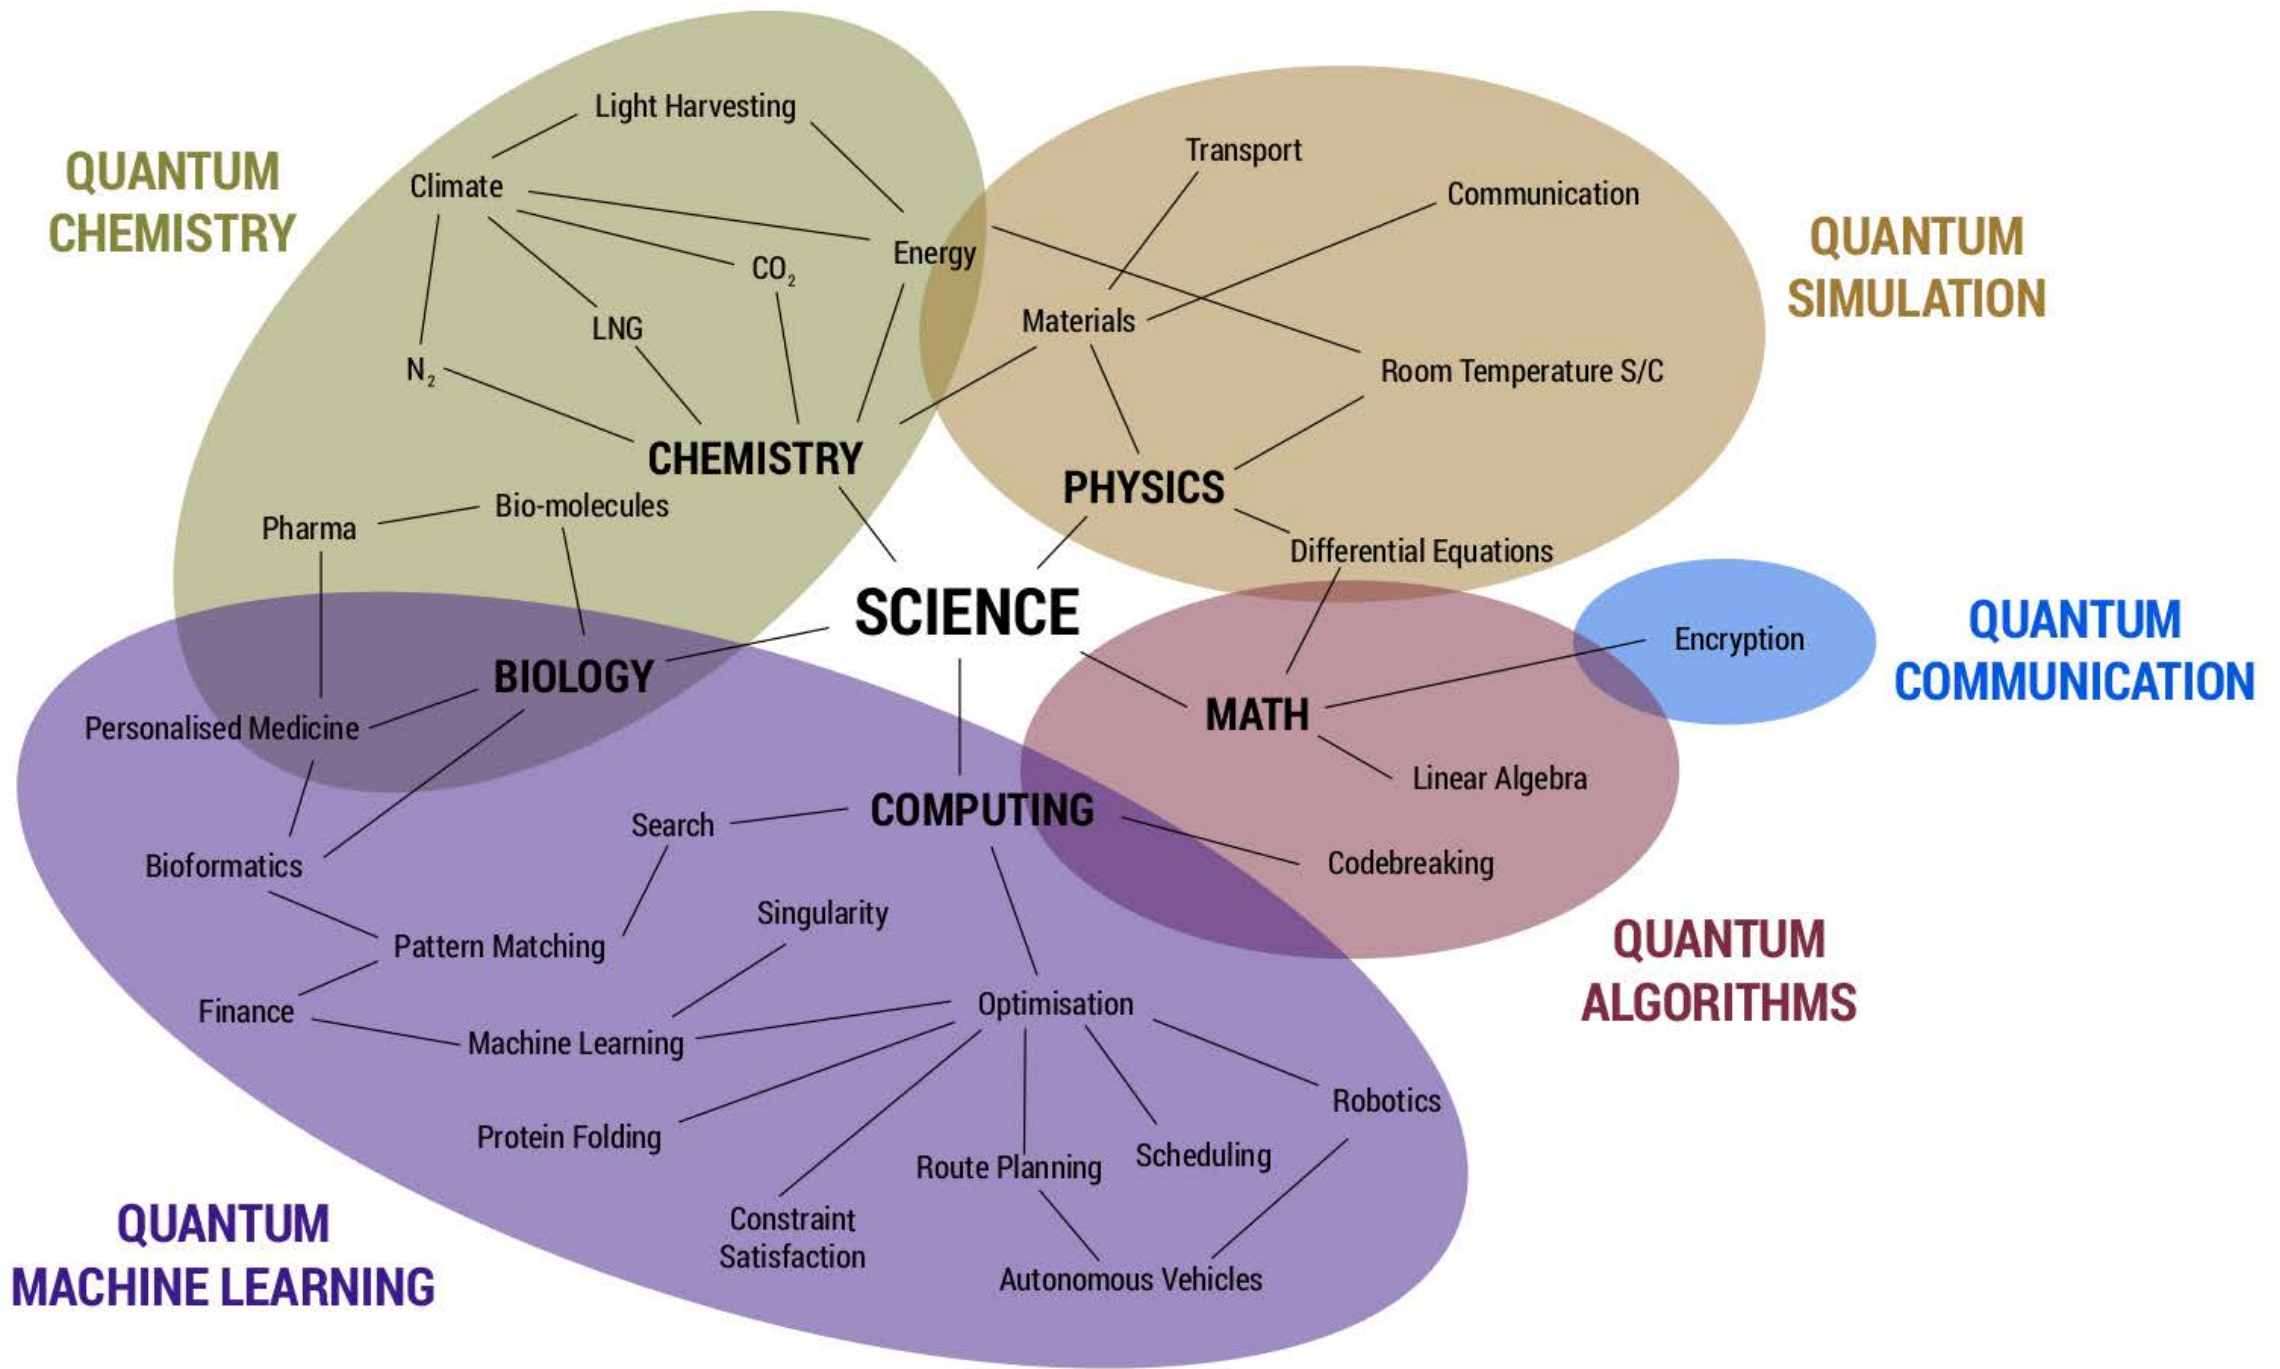 Light Harvesting
QUANTUM
CHEMISTRY
Climate
Energy
CO₂
LNG
N₂
CHEMISTRY
Bio-molecules
Pharma
Transport
Communication
QUANTUM
SIMULATION
Materials
Room Temperature S/C
PHYSICS
Differential Equations
SCIENCE
Encryption
QUANTUM
COMMUNICATION
BIOLOGY
MATH
Personalised Medicine
Linear Algebra
COMPUTING
Search
Codebreaking
Bioformatics
Singularity
Pattern Matching
QUANTUM
ALGORITHMS
Finance
Optimisation
Machine Learning
Robotics
Protein Folding
Route Planning
Scheduling
Constraint
Satisfaction
Autonomous Vehicles
QUANTUM
MACHINE LEARNING